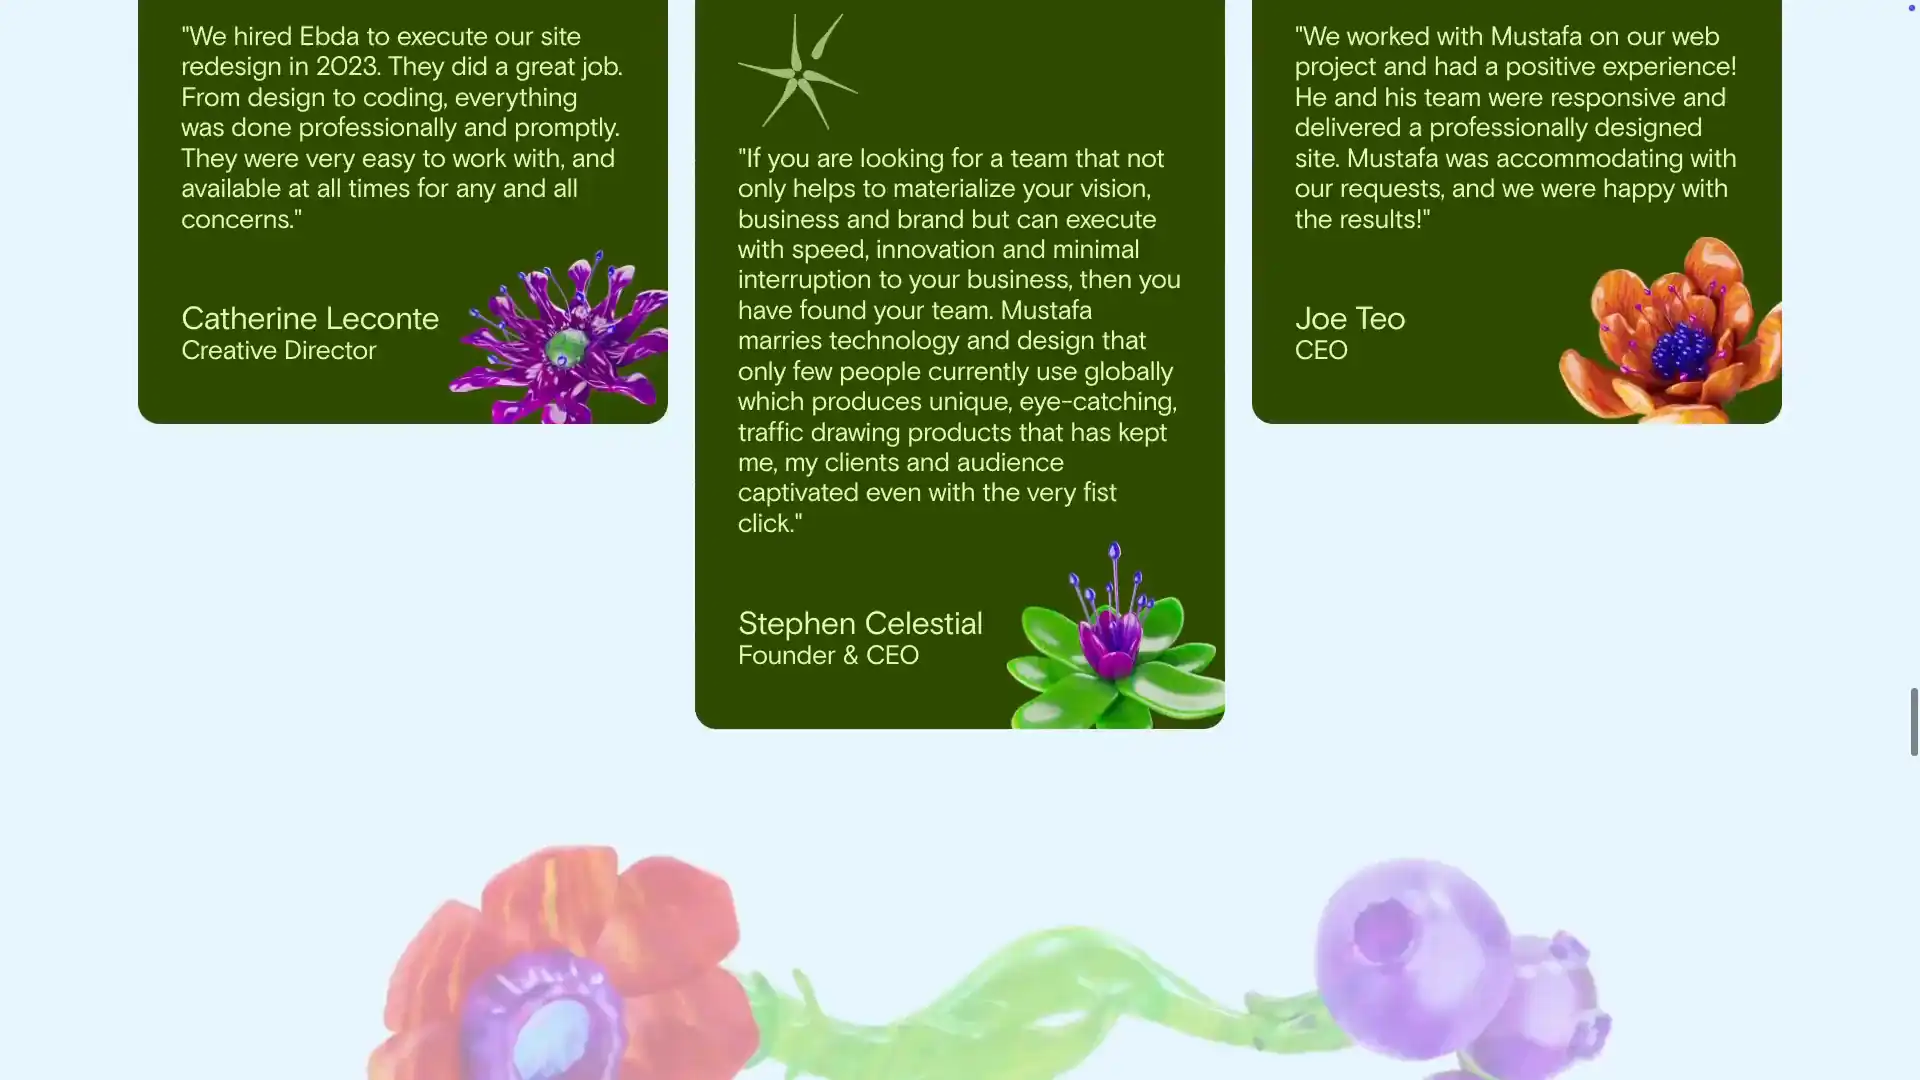 "We hired Ebda to execute our site
redesign in 2023. They did a great job.
From design to coding, everything
was done professionally and promptly.
They were very easy to work with, and
available at all times for any and all
concerns."
Catherine Leconte
Creative Director
"If you are looking for a team that not
only helps to materialize your vision,
business and brand but can execute
with speed, innovation and minimal
interruption to your business, then you
have found your team. Mustafa
marries technology and design that
only few people currently use globally
which produces unique, eye-catching,
traffic drawing products that has kept
me, my clients and audience
captivated even with the very fist
click."
Stephen Celestial
Founder & CEO
"We worked with Mustafa on our web
project and had a positive experience!
He and his team were responsive and
delivered a professionally designed
site. Mustafa was accommodating with
our requests, and we were happy with
the results!"
Joe Teo
CEO